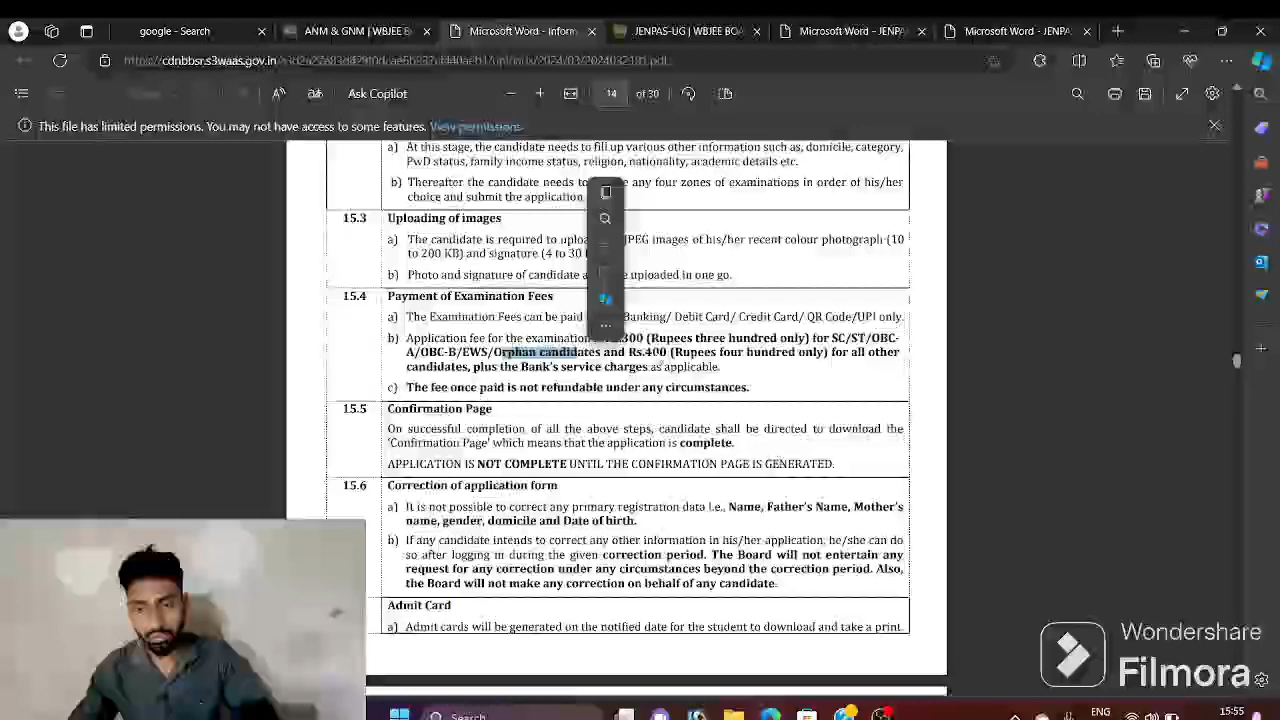 google - Search
ANM & GNM | WBJEE B
Microsoft Word - Inform
JENPAS-UG | WBJEE BOA
Microsoft Word - JENPA
Microsoft Word - JENPA
Ask Copilot
14 of 30
This file has limited permissions. You may not have access to some features. View permissions
a) At this stage, the candidate needs to fill up various other information such as, domicile, category,
PwD status, family income status, religion, nationality, academic details etc.
b) Thereafter the candidate needs to any four zones of examinations in order of his/her
choice and submit the application
15.3 Uploading of images
a) The candidate is required to JPEG images of his/her recent colour photograph (10
to 200 KB) and signature (4 to 30
b) Photo and signature of candidate uploaded in one go.
15.4 Payment of Examination Fees
a) The Examination Fees can be paid Banking/ Debit Card/ Credit Card/ QR Code/UPI only.
b) Application fee for the examination 300 (Rupees three hundred only) for SC/ST/OBC-
A/OBC-B/EWS/Orphan candidates and Rs.400 (Rupees four hundred only) for all other
candidates, plus the Bank's service charges as applicable.
c) The fee once paid is not refundable under any circumstances.
15.5 Confirmation Page
On successful completion of all the above steps, candidate shall be directed to download the
'Confirmation Page' which means that the application is complete.
APPLICATION IS NOT COMPLETE UNTIL THE CONFIRMATION PAGE IS GENERATED.
15.6 Correction of application form
a) It is not possible to correct any primary registration data i.e., Name, Father's Name, Mother's
name, gender, domicile and Date of birth.
b) If any candidate intends to correct any other information in his/her application, he/she can do
so after logging in during the given correction period. The Board will not entertain any
request for any correction under any circumstances beyond the correction period. Also,
the Board will not make any correction on behalf of any candidate.
Admit Card
a) Admit cards will be generated on the notified date for the student to download and take a print.
Wondershare
Filmora
Search
ENG
15:55